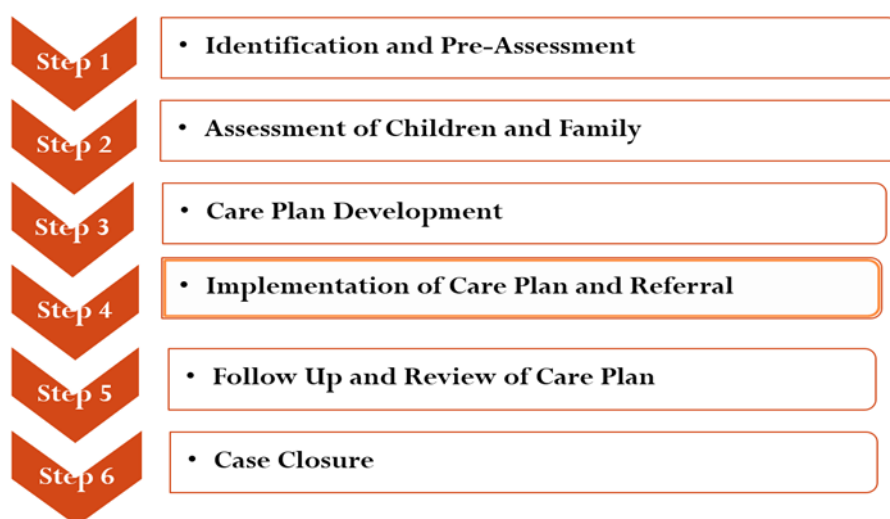 Step 1
• Identification and Pre-Assessment
Step 2
• Assessment of Children and Family
Step 3
• Care Plan Development
Step 4
• Implementation of Care Plan and Referral
Step 5
• Follow Up and Review of Care Plan
Step 6
• Case Closure